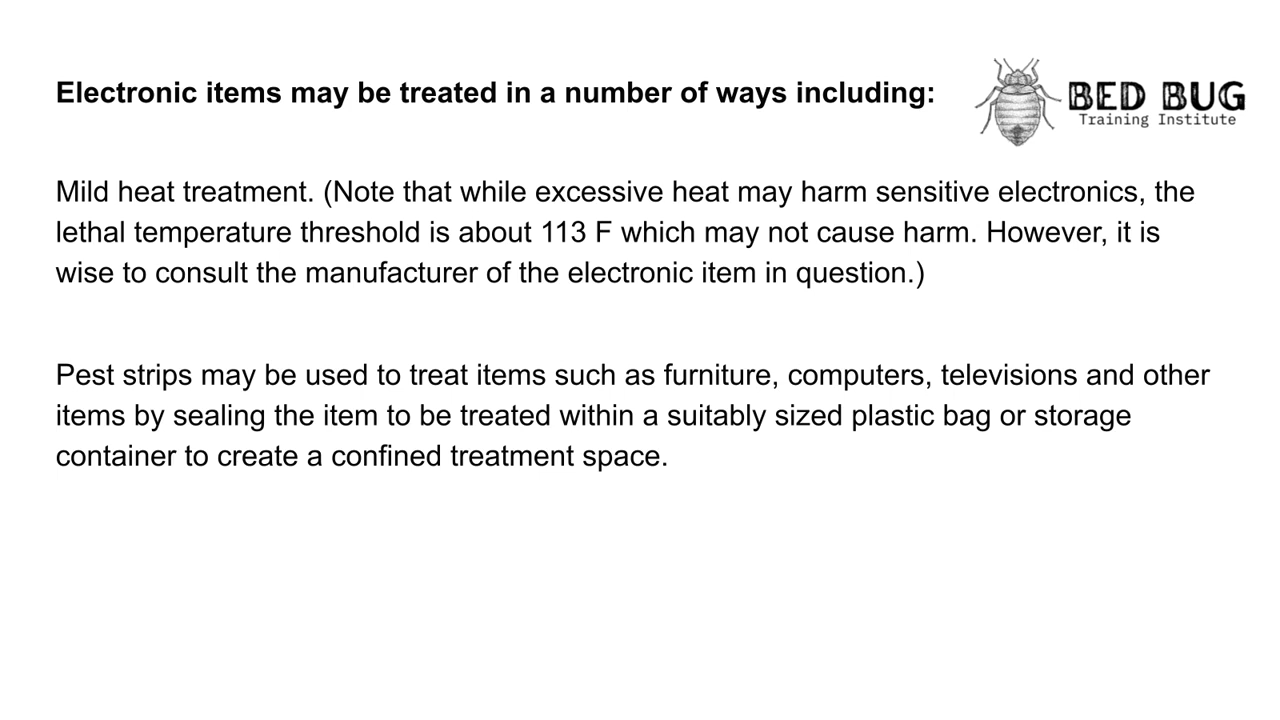 Electronic items may be treated in a number of ways including:
BED BUG
Training Institute
Mild heat treatment. (Note that while excessive heat may harm sensitive electronics, the
lethal temperature threshold is about 113 F which may not cause harm. However, it is
wise to consult the manufacturer of the electronic item in question.)
Pest strips may be used to treat items such as furniture, computers, televisions and other
items by sealing the item to be treated within a suitably sized plastic bag or storage
container to create a confined treatment space.